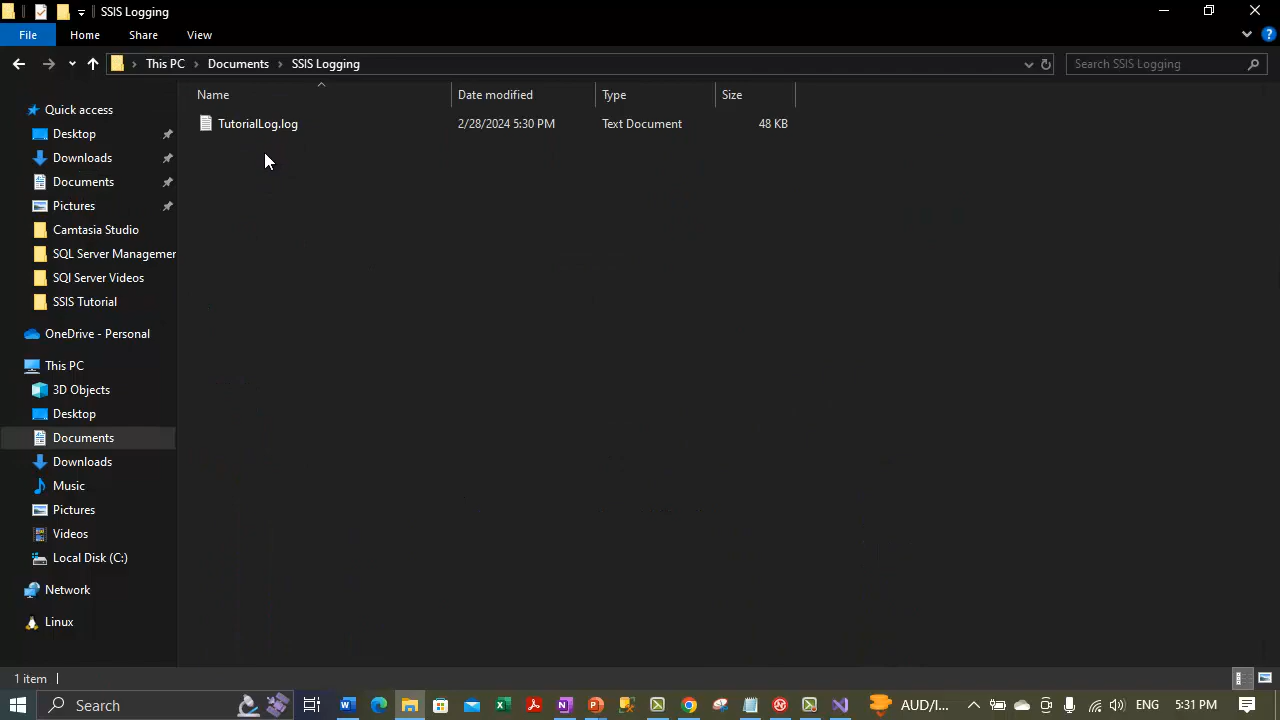 SSIS Logging
File Home Share View
This PC Documents SSIS Logging Search SSIS Logging
Name Date modified Type Size
TutorialLog.log 2/28/2024 5:30 PM Text Document 48 KB
Quick access
Desktop
Downloads
Documents
Pictures
Camtasia Studio
SQL Server Managemer
SQl Server Videos
SSIS Tutorial
OneDrive - Personal
This PC
3D Objects
Desktop
Documents
Downloads
Music
Pictures
Videos
Local Disk (C:)
Network
Linux
1 item
Search AUD/I... ENG 5:31 PM